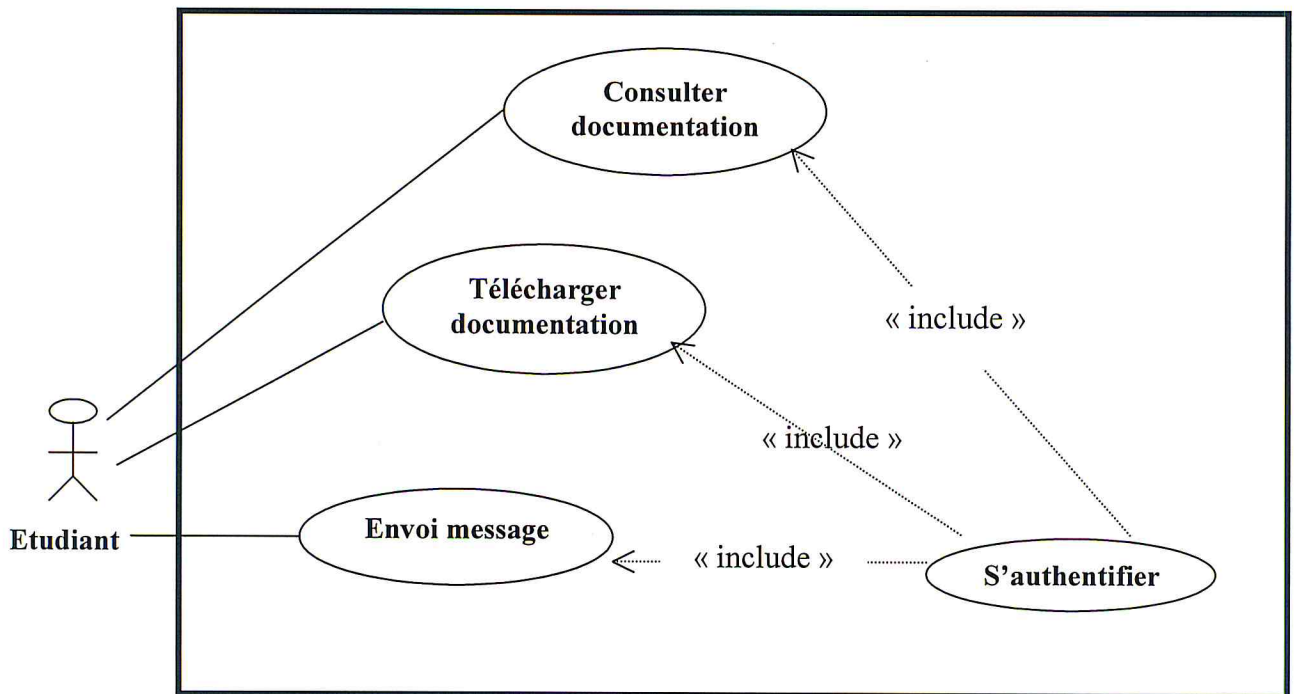 Consulter
documentation
Télécharger
documentation
« include »
« include »
Etudiant
Envoi message
« include »
S'authentifier